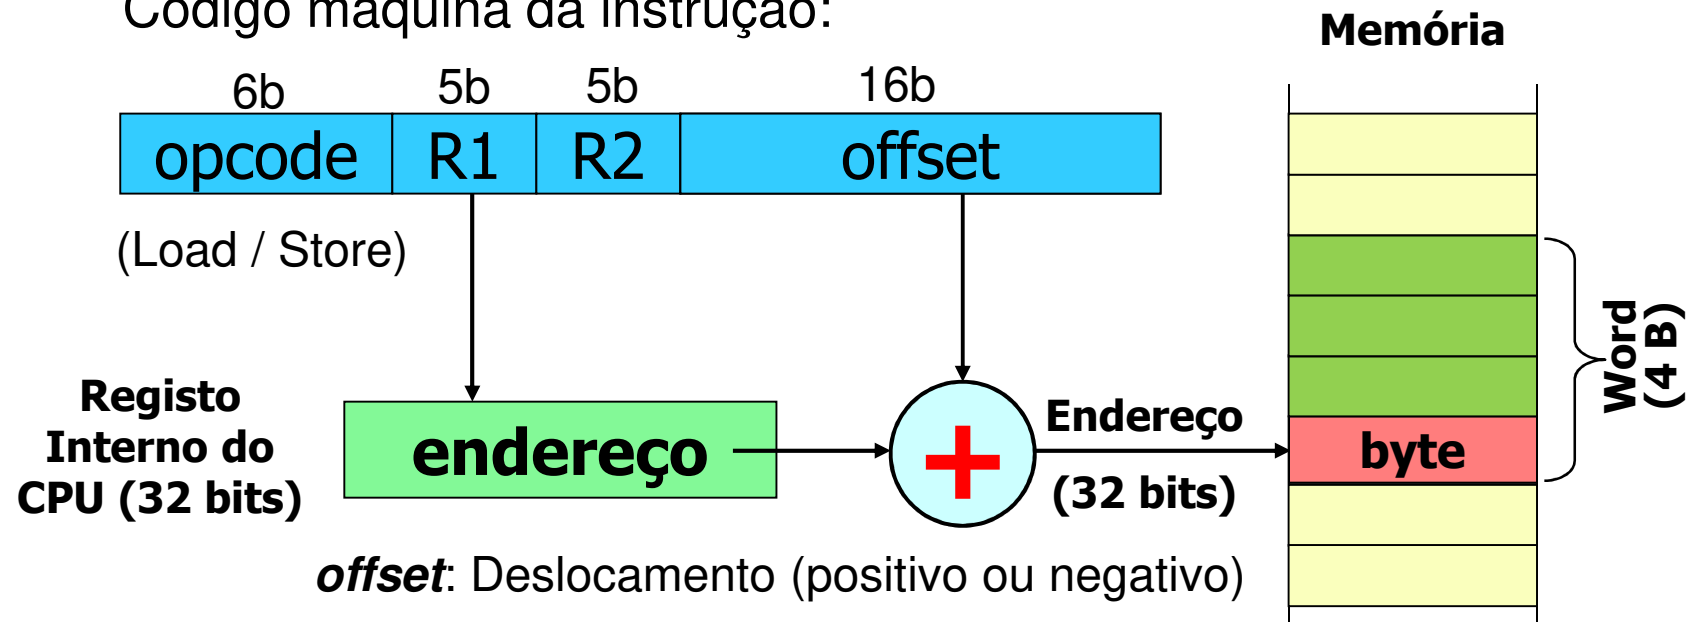 Código máquina da instrução:
Memória
6b 5b 5b 16b
opcode R1 R2 offset
(Load / Store)
Word
(4 B)
Registo
Interno do
CPU (32 bits)
endereço
+
Endereço
(32 bits)
byte
offset: Deslocamento (positivo ou negativo)